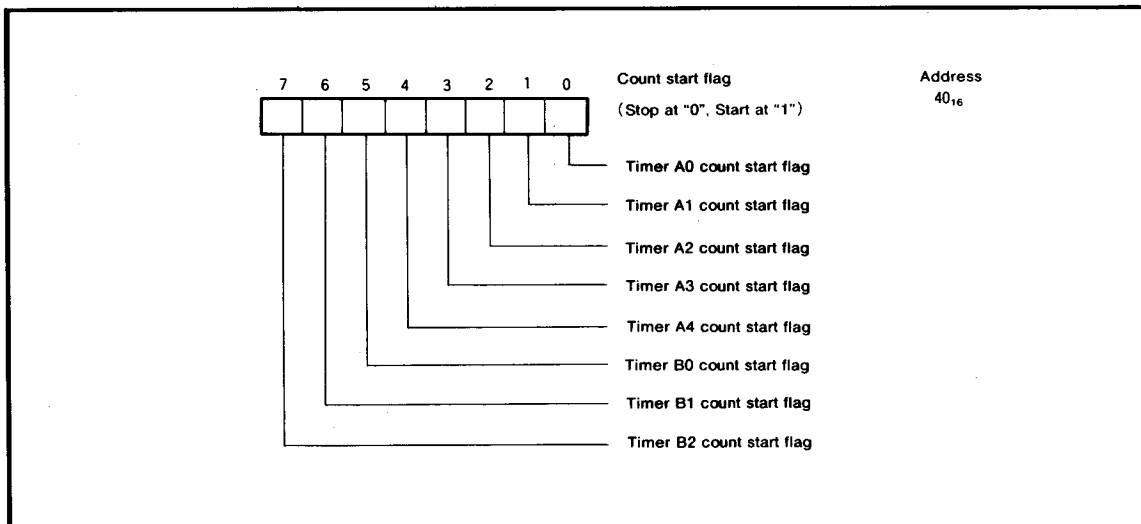 7 6 5 4 3 2 1 0
Count start flag
Address
(Stop at “0”, Start at “1”)
40₁₆
Timer A0 count start flag
Timer A1 count start flag
Timer A2 count start flag
Timer A3 count start flag
Timer A4 count start flag
Timer B0 count start flag
Timer B1 count start flag
Timer B2 count start flag